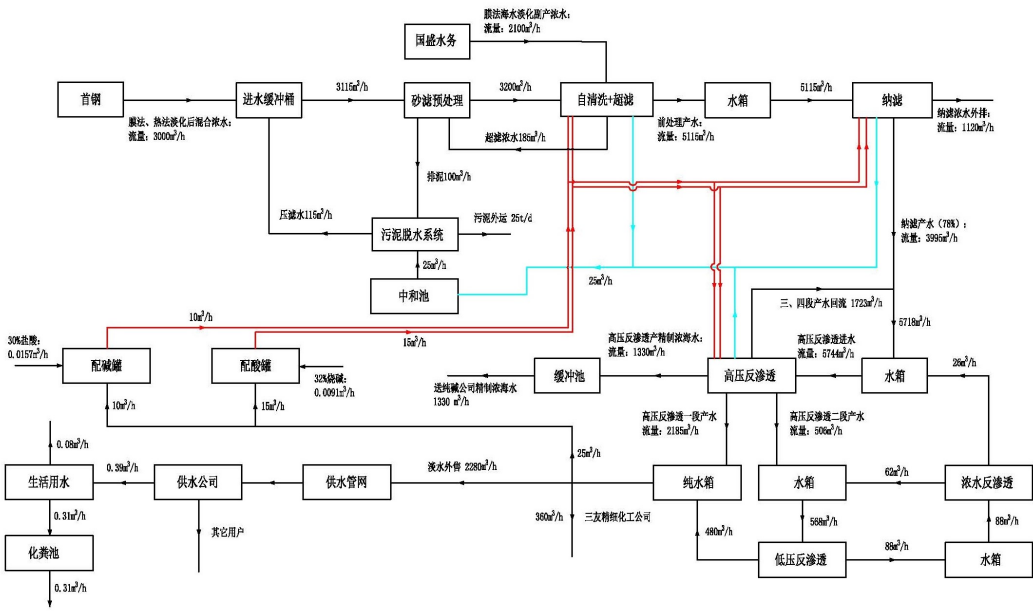 膜法海水淡化副产浓水:
流量: 2100m³/h
国盛水务
首钢
进水缓冲桶
3115m³/h
砂滤预处理
3200m³/h
自清洗+超滤
水箱
5115m³/h
纳滤
膜法、热法淡化后混合浓水:
流量: 3000m³/h
超滤浓水185m³/h
前处理产水:
流量: 5115m³/h
纳滤浓水外排:
流量: 1120m³/h
排泥100m³/h
压滤水115m³/h
污泥脱水系统
污泥外运 25t/d
纳滤产水(78%):
流量: 3995m³/h
25m³/h
25m³/h
中和池
三、四段产水回流 1723m³/h
10m³/h
15m³/h
5718m³/h
30%盐酸:
0.0157m³/h
配碱罐
配酸罐
32%烧碱:
0.0091m³/h
高压反渗透产精制浓海水:
流量: 1330m³/h
高压反渗透进水
流量: 5744m³/h
送纯碱公司精制浓海水
1330 m³/h
缓冲池
高压反渗透
水箱
26m³/h
10m³/h
15m³/h
高压反渗透一段产水
流量: 2185m³/h
高压反渗透二段产水
流量: 506m³/h
0.08m³/h
生活用水
0.39m³/h
供水公司
供水管网
淡水外售 2280m³/h
25m³/h
纯水箱
水箱
62m³/h
浓水反渗透
0.31m³/h
其它用户
360m³/h
三友精细化工公司
480m³/h
568m³/h
88m³/h
化粪池
低压反渗透
88m³/h
水箱
0.31m³/h